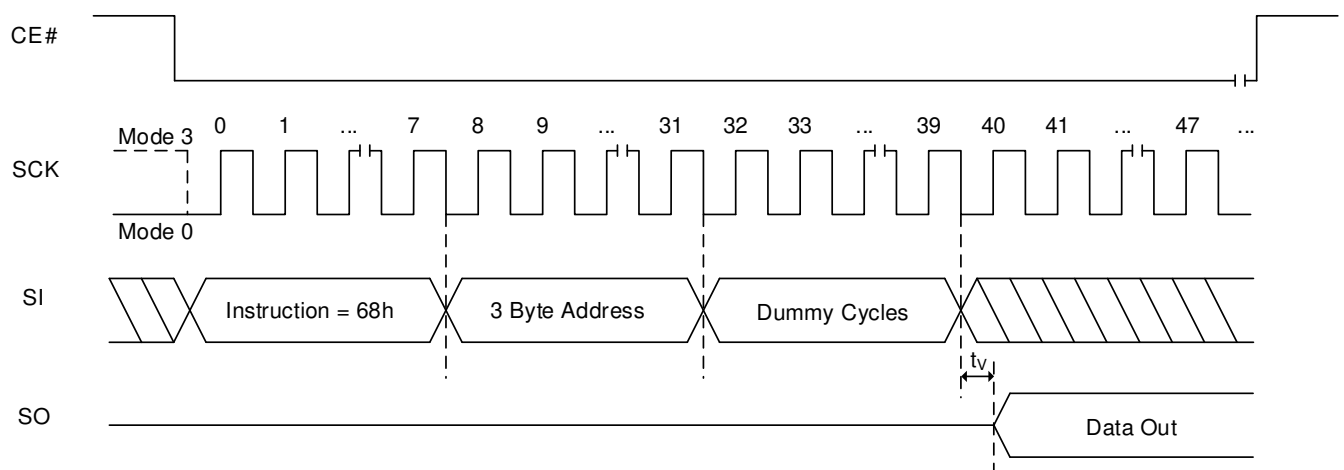 CE#
Mode 3 0 1 ... 7 8 9 ... 31 32 33 ... 39 40 41 ... 47 ...
SCK
Mode 0
SI Instruction = 68h 3 Byte Address Dummy Cycles
tV
SO Data Out